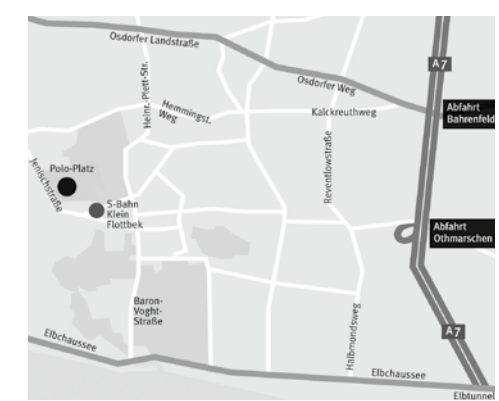 Osdorfer Landstraße
A7
Osdorfer Weg
Heinr.-Plett-Str.
Hemmingst.
Weg
Kalckreuthweg
Abfahrt
Bahrenfeld
Reventlowstraße
Polo-Platz
Jenischstraße
S-Bahn
Klein
Flottbek
Abfahrt
Othmarschen
Baron-
Voght-
Straße
Halbmondsweg
A7
Elbchaussee
Elbchaussee
Elbtunnel